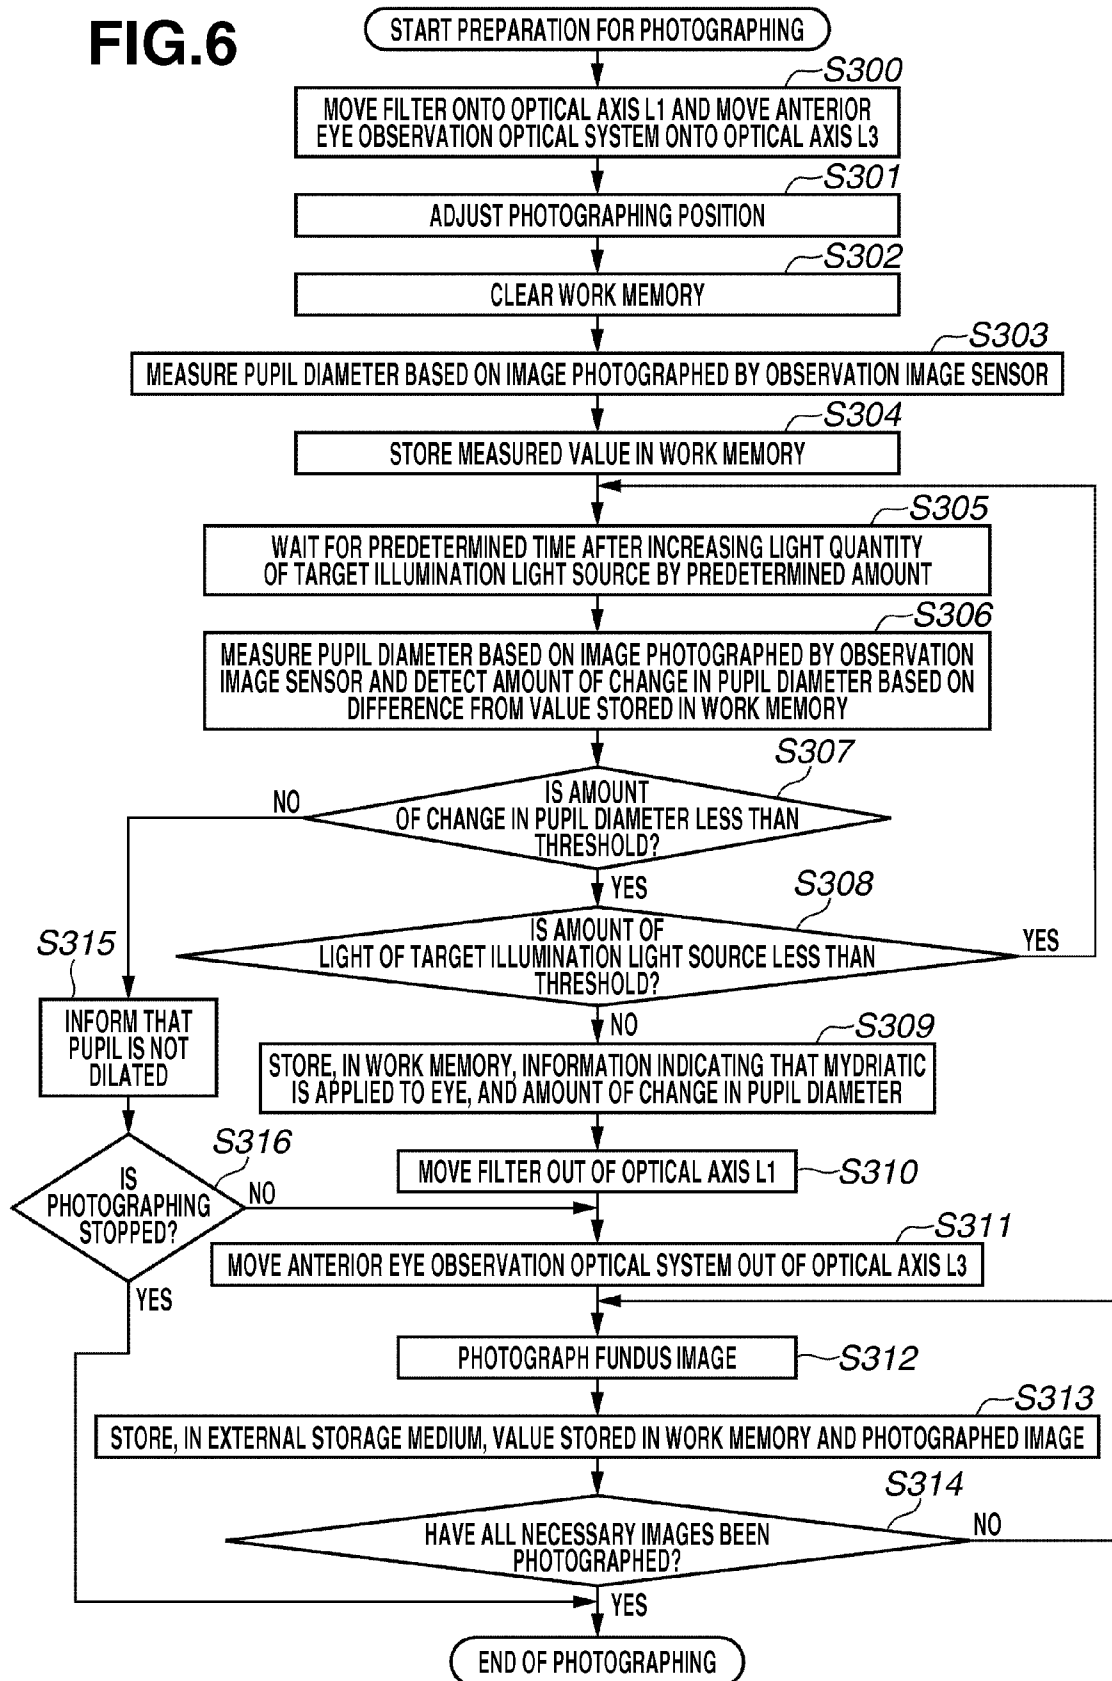 FIG.6
START PREPARATION FOR PHOTOGRAPHING
S300
MOVE FILTER ONTO OPTICAL AXIS L1 AND MOVE ANTERIOR
EYE OBSERVATION OPTICAL SYSTEM ONTO OPTICAL AXIS L3
S301
ADJUST PHOTOGRAPHING POSITION
S302
CLEAR WORK MEMORY
S303
MEASURE PUPIL DIAMETER BASED ON IMAGE PHOTOGRAPHED BY OBSERVATION IMAGE SENSOR
S304
STORE MEASURED VALUE IN WORK MEMORY
S305
WAIT FOR PREDETERMINED TIME AFTER INCREASING LIGHT QUANTITY
OF TARGET ILLUMINATION LIGHT SOURCE BY PREDETERMINED AMOUNT
S306
MEASURE PUPIL DIAMETER BASED ON IMAGE PHOTOGRAPHED BY OBSERVATION
IMAGE SENSOR AND DETECT AMOUNT OF CHANGE IN PUPIL DIAMETER BASED ON
DIFFERENCE FROM VALUE STORED IN WORK MEMORY
S307
IS AMOUNT
OF CHANGE IN PUPIL DIAMETER LESS THAN
THRESHOLD?
NO
YES
S308
IS AMOUNT OF
LIGHT OF TARGET ILLUMINATION LIGHT SOURCE LESS THAN
THRESHOLD?
YES
NO
S315
INFORM THAT
PUPIL IS NOT
DILATED
S309
STORE, IN WORK MEMORY, INFORMATION INDICATING THAT MYDRIATIC
IS APPLIED TO EYE, AND AMOUNT OF CHANGE IN PUPIL DIAMETER
S316
IS
PHOTOGRAPHING
STOPPED?
NO
YES
MOVE FILTER OUT OF OPTICAL AXIS L1
S310
S311
MOVE ANTERIOR EYE OBSERVATION OPTICAL SYSTEM OUT OF OPTICAL AXIS L3
PHOTOGRAPH FUNDUS IMAGE
S312
S313
STORE, IN EXTERNAL STORAGE MEDIUM, VALUE STORED IN WORK MEMORY AND PHOTOGRAPHED IMAGE
S314
HAVE ALL NECESSARY IMAGES BEEN
PHOTOGRAPHED?
NO
YES
END OF PHOTOGRAPHING